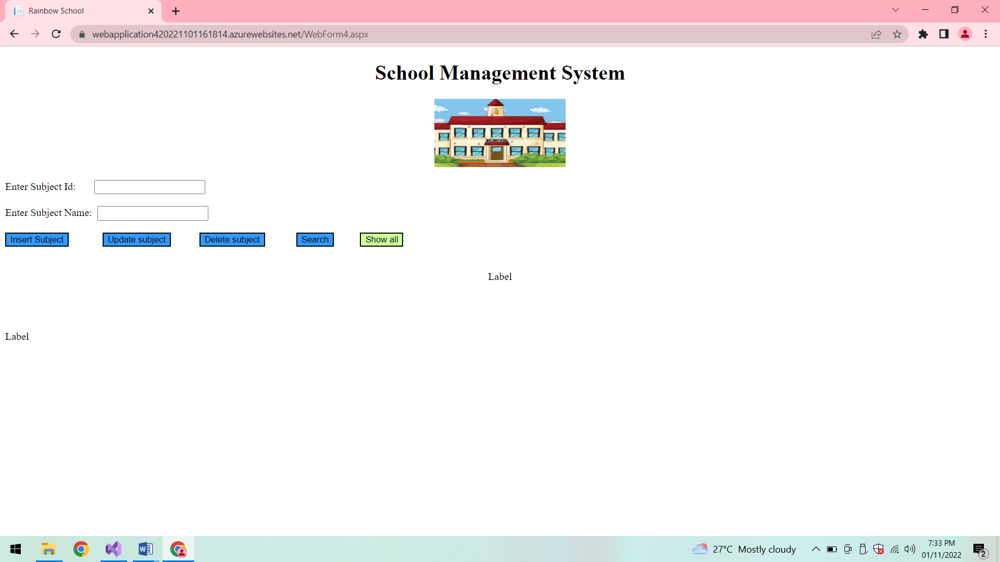 Rainbow School
webapplication420221101161814.azurewebsites.net/WebForm4.aspx
School Management System
SCHOOL
Enter Subject Id:
Enter Subject Name:
Insert Subject Update subject Delete subject Search Show all
Label
Label
27°C Mostly cloudy
7:33 PM
01/11/2022
2